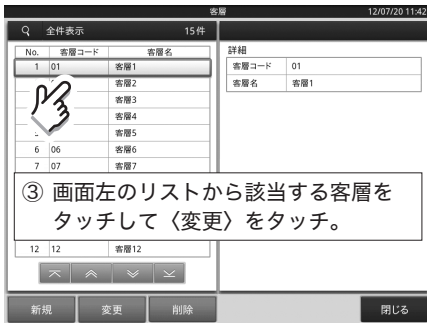 客層 12/07/20 11:42
全件表示 15件
No. 客層コード 客層名
1 01 客層1
客層2
客層3
客層4
客層5
6 06 客層6
7 07 客層7
③ 画面左のリストから該当する客層を
タッチして〈変更〉をタッチ。
12 12 客層12
詳細
客層コード 01
客層名 客層1
新規 変更 削除 閉じる